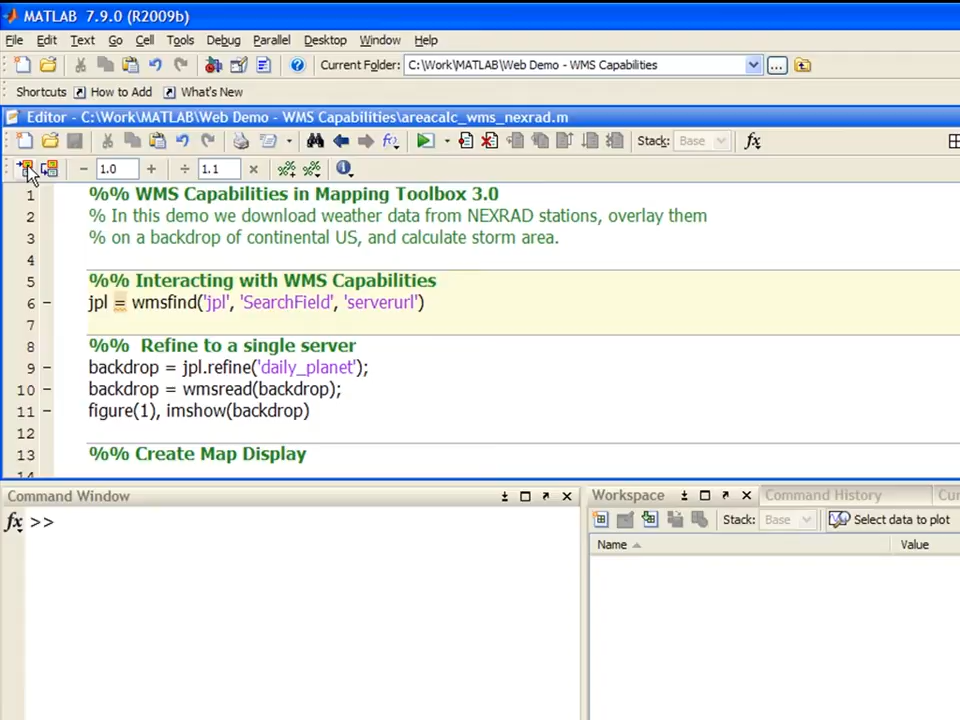 MATLAB 7.9.0 (R2009b)
File Edit Text Go Cell Tools Debug Parallel Desktop Window Help
Current Folder: C:\Work\MATLAB\Web Demo - WMS Capabilities
Shortcuts How to Add What's New
Editor - C:\Work\MATLAB\Web Demo - WMS Capabilities\areacalc_wms_nexrad.m
Stack: Base fx
1.0 1.1
1 %% WMS Capabilities in Mapping Toolbox 3.0
2 % In this demo we download weather data from NEXRAD stations, overlay them
3 % on a backdrop of continental US, and calculate storm area.
4
5 %% Interacting with WMS Capabilities
6 jpl = wmsfind('jpl', 'SearchField', 'serverurl')
7
8 %%  Refine to a single server
9 backdrop = jpl.refine('daily_planet');
10 backdrop = wmsread(backdrop);
11 figure(1), imshow(backdrop)
12
13 %% Create Map Display
14
Command Window
fx >>
Workspace Command History Cu
Stack: Base Select data to plot
Name Value